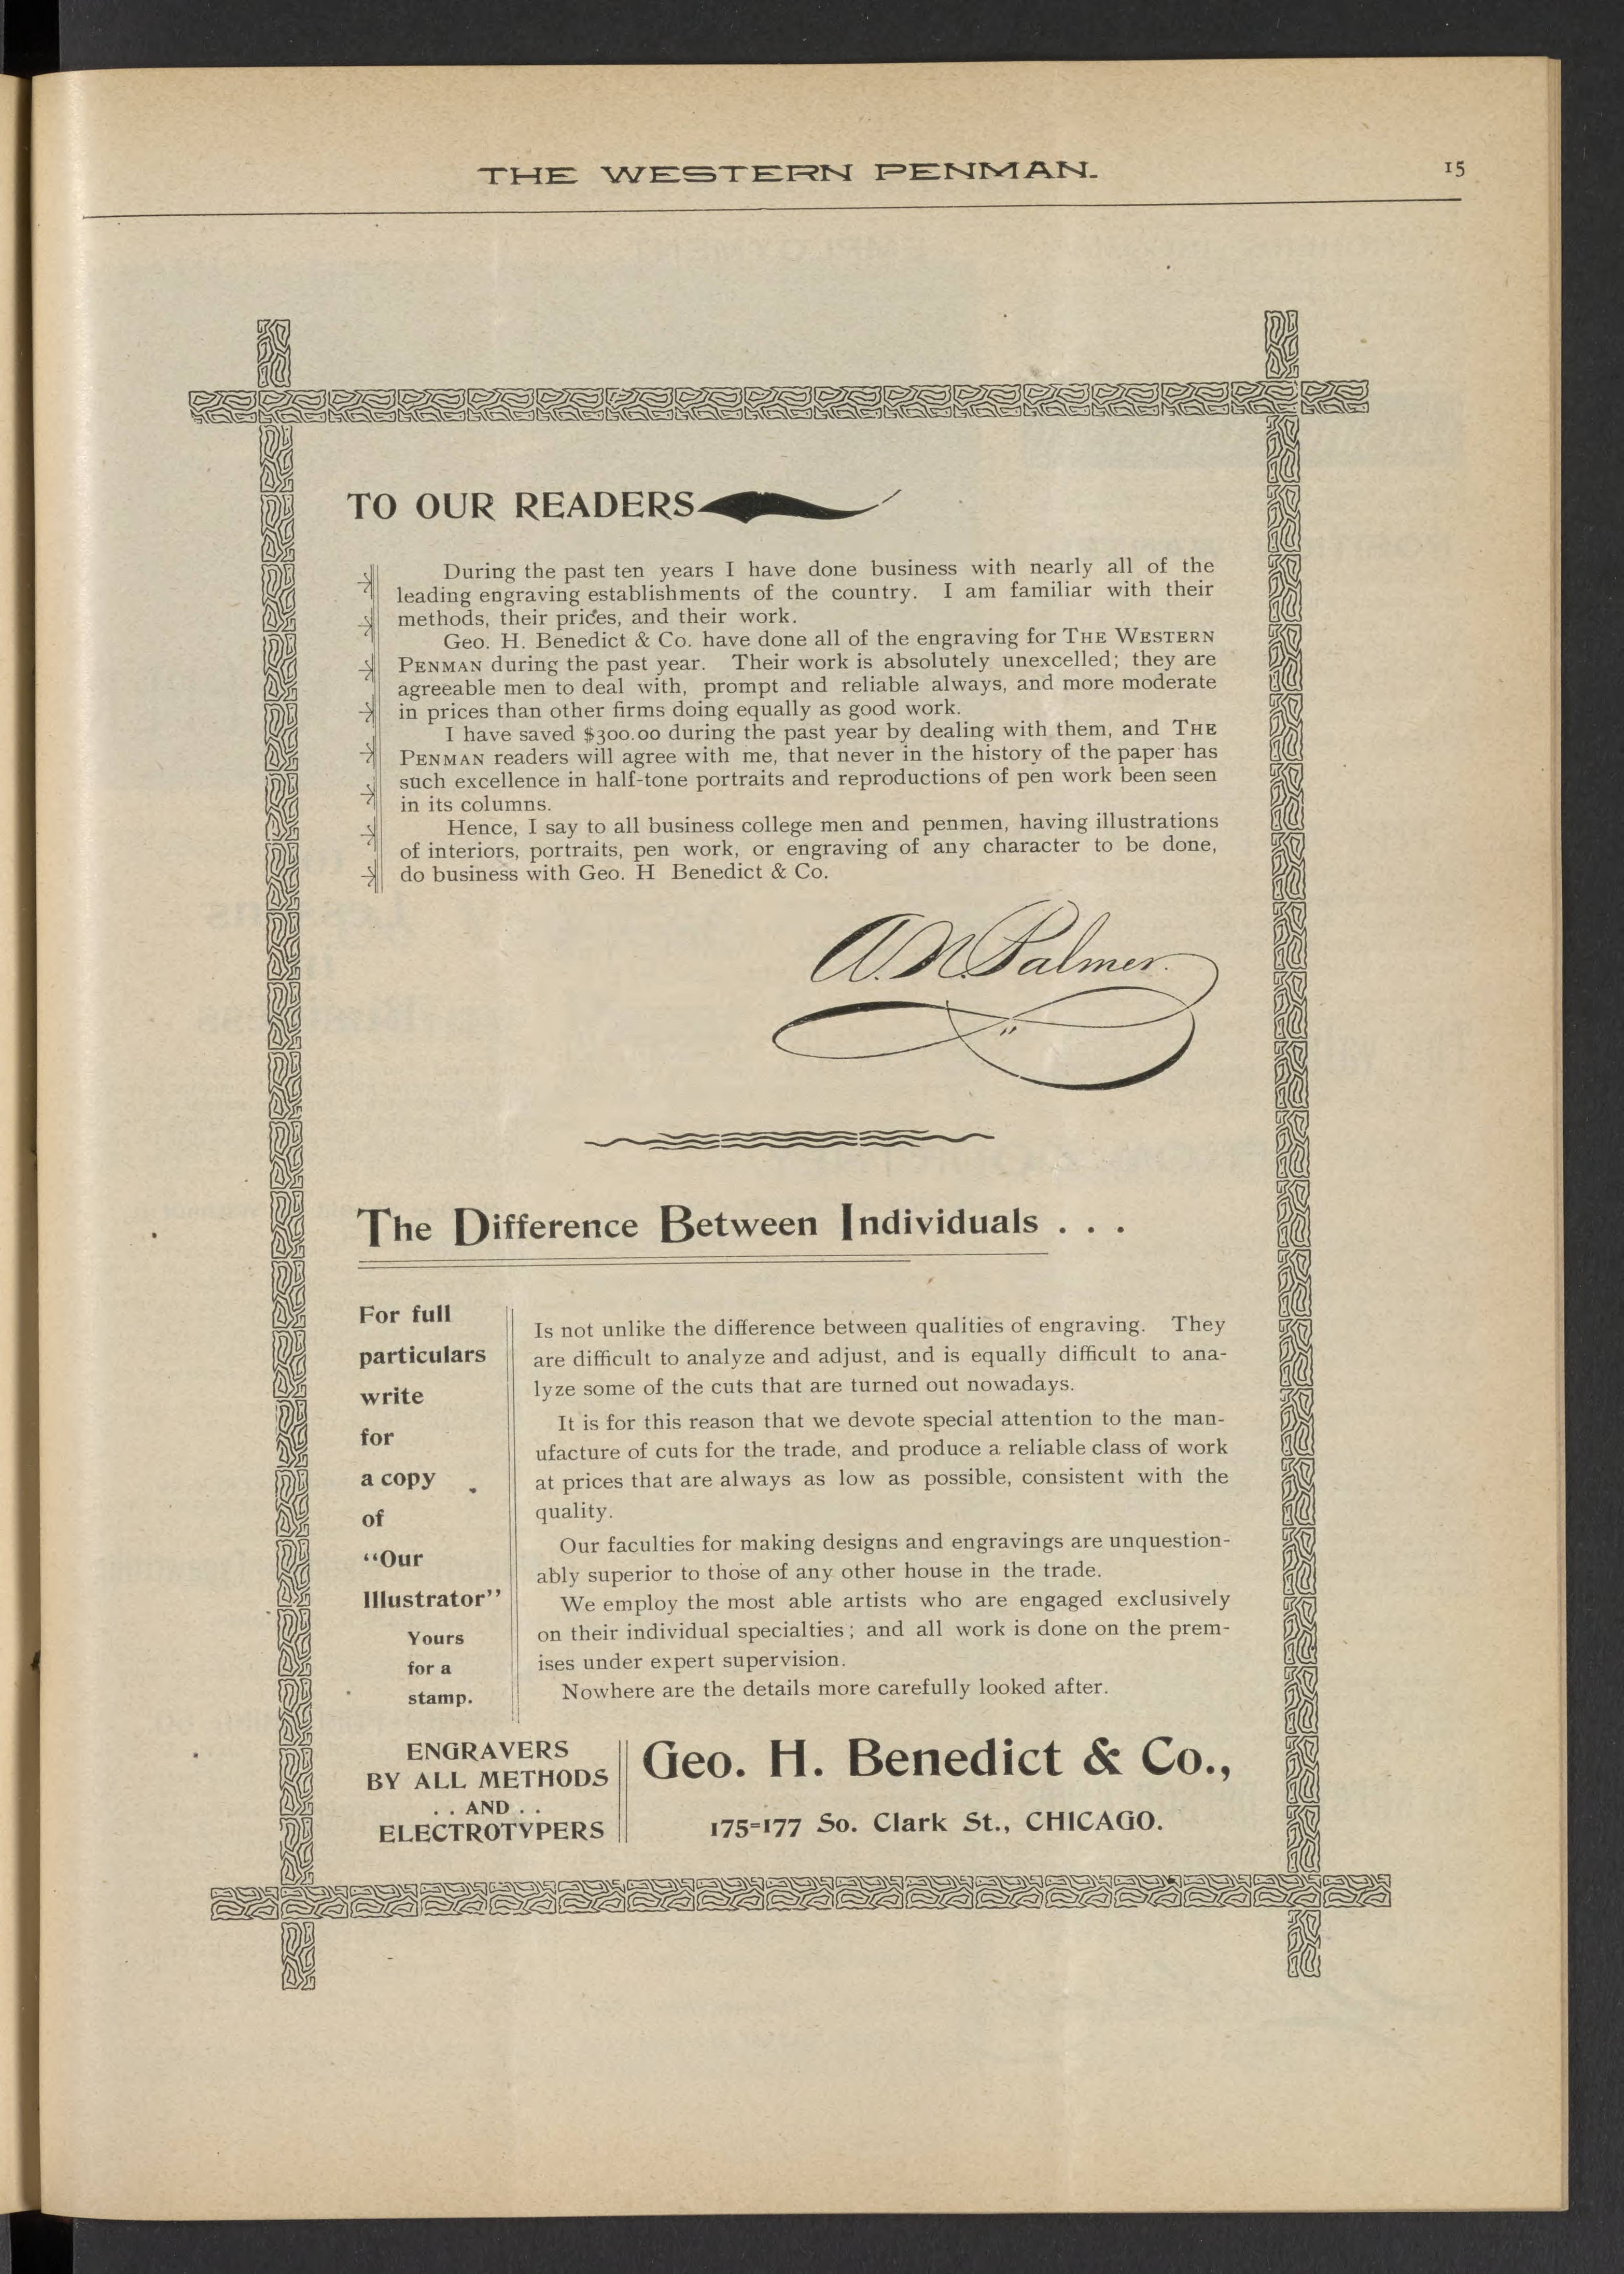 THE WESTERN PENMAN.
15
TO OUR READERS
During the past ten years I have done business with nearly all of the
leading engraving establishments of the country. I am familiar with their
methods, their prices, and their work.
Geo. H. Benedict & Co. have done all of the engraving for THE WESTERN
PENMAN during the past year. Their work is absolutely unexcelled; they are
agreeable men to deal with, prompt and reliable always, and more moderate
in prices than other firms doing equally as good work.
I have saved $300.00 during the past year by dealing with them, and THE
PENMAN readers will agree with me, that never in the history of the paper has
such excellence in half-tone portraits and reproductions of pen work been seen
in its columns.
Hence, I say to all business college men and penmen, having illustrations
of interiors, portraits, pen work, or engraving of any character to be done,
do business with Geo. H Benedict & Co.
A. N. Palmer.
The Difference Between Individuals . . .
For full
particulars
write
for
a copy
of
“Our
Illustrator”
Yours
for a
stamp.
Is not unlike the difference between qualities of engraving. They
are difficult to analyze and adjust, and is equally difficult to ana-
lyze some of the cuts that are turned out nowadays.
It is for this reason that we devote special attention to the man-
ufacture of cuts for the trade, and produce a reliable class of work
at prices that are always as low as possible, consistent with the
quality.
Our faculties for making designs and engravings are unquestion-
ably superior to those of any other house in the trade.
We employ the most able artists who are engaged exclusively
on their individual specialties; and all work is done on the prem-
ises under expert supervision.
Nowhere are the details more carefully looked after.
ENGRAVERS
BY ALL METHODS
. . AND . .
ELECTROTYPERS
Geo. H. Benedict & Co.,
175-177 So. Clark St., CHICAGO.